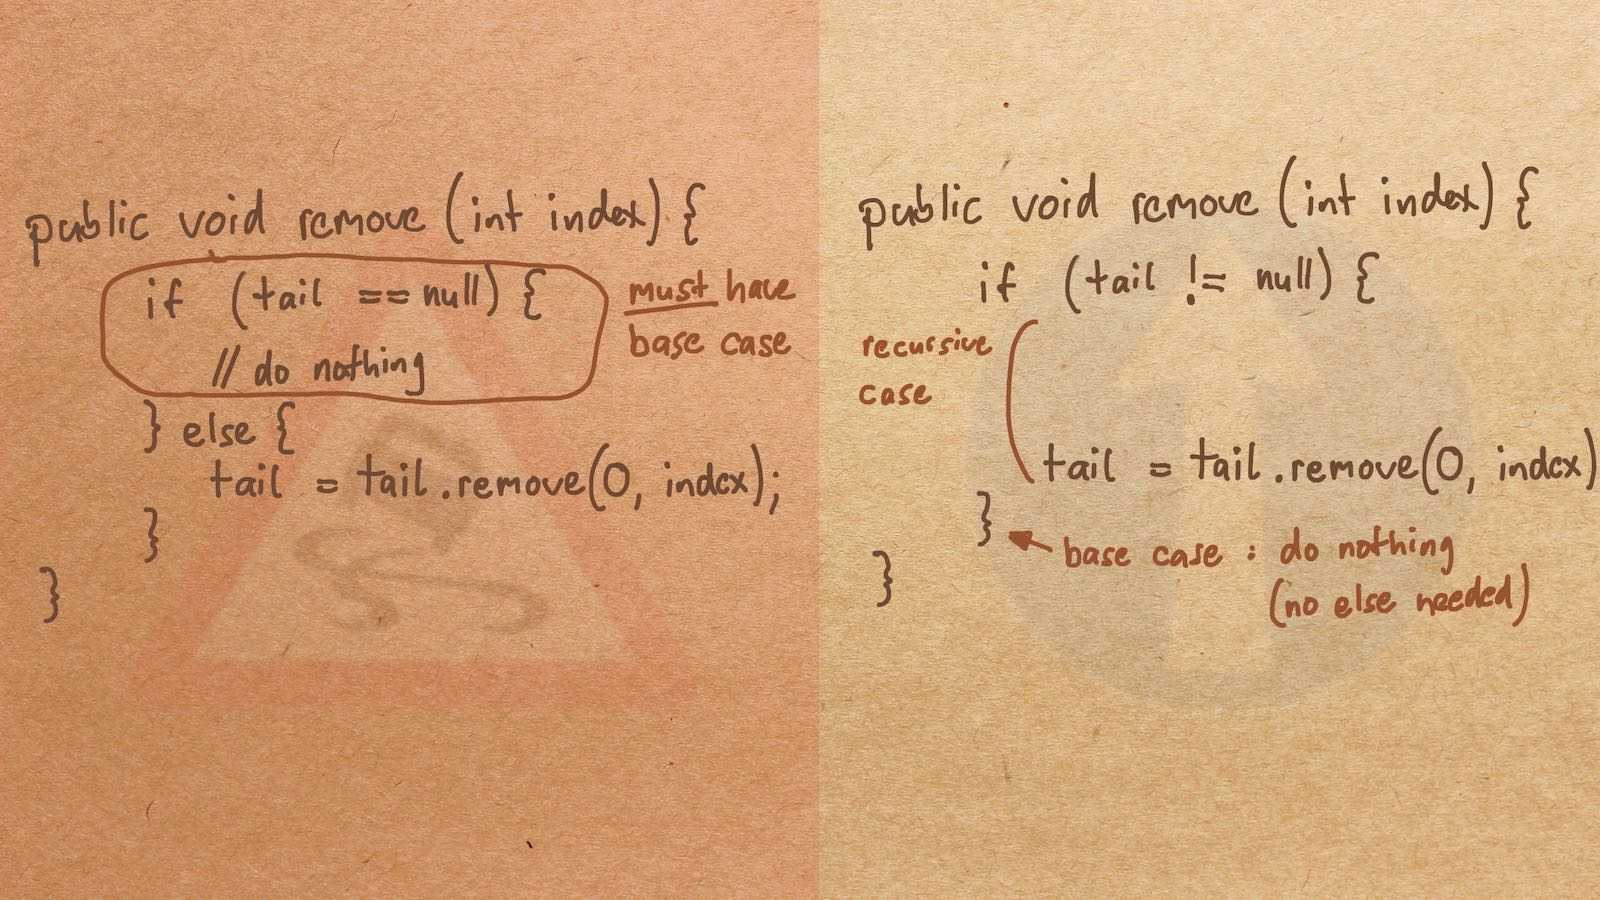 public void remove (int index) {
if (tail == null) {
// do nothing
} else {
tail = tail.remove(0, index);
}
}
must have
base case
public void remove (int index) {
if (tail != null) {
recursive
case
tail = tail.remove(0, index)
}
base case : do nothing
(no else needed)
}